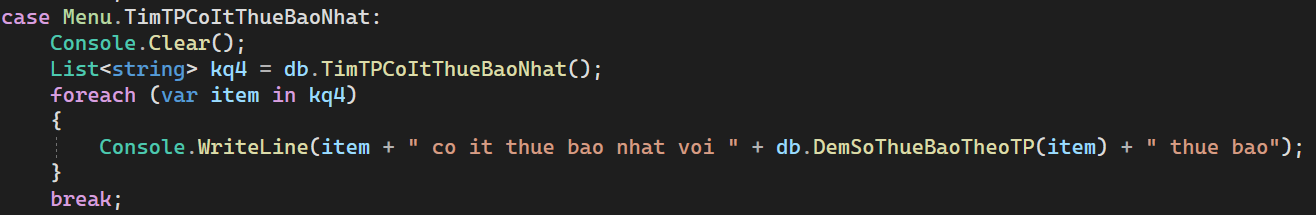 case Menu.TimTPCoItThueBaoNhat:
    Console.Clear();
    List<string> kq4 = db.TimTPCoItThueBaoNhat();
    foreach (var item in kq4)
    {
        Console.WriteLine(item + " co it thue bao nhat voi " + db.DemSoThueBaoTheoTP(item) + " thue bao");
    }
    break;